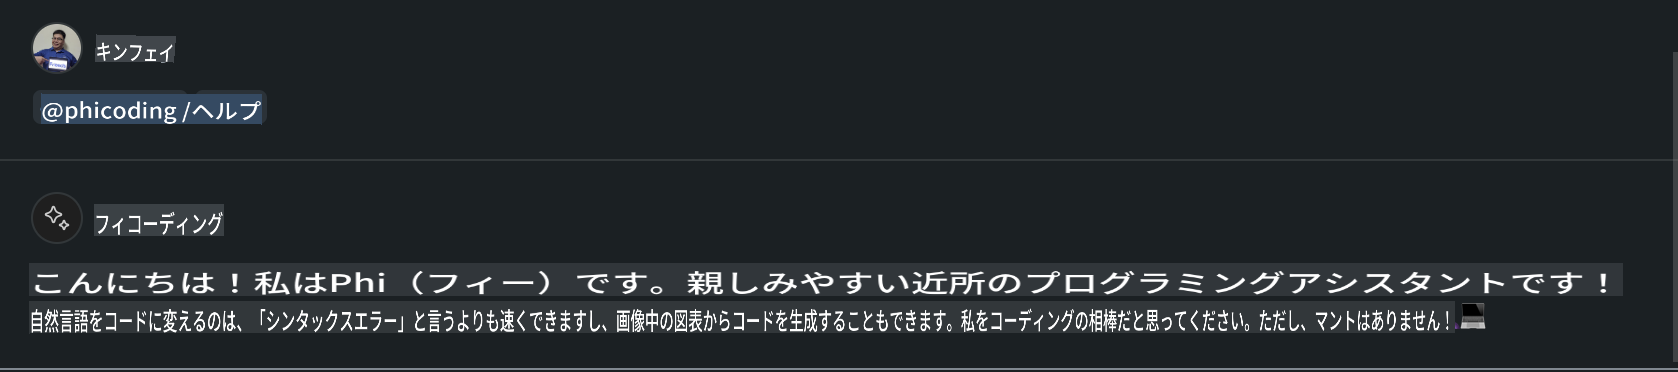 キンフェイ
@phicoding /ヘルプ
フィコーディング
こんにちは！私はPhi（フィー）です。親しみやすい近所のプログラミングアシスタントです！
自然言語をコードに変えるのは、「シンタックスエラー」と言うよりも速くできますし、画像中の図表からコードを生成することもできます。私をコーディングの相棒だと思ってください。ただし、マントはありません！